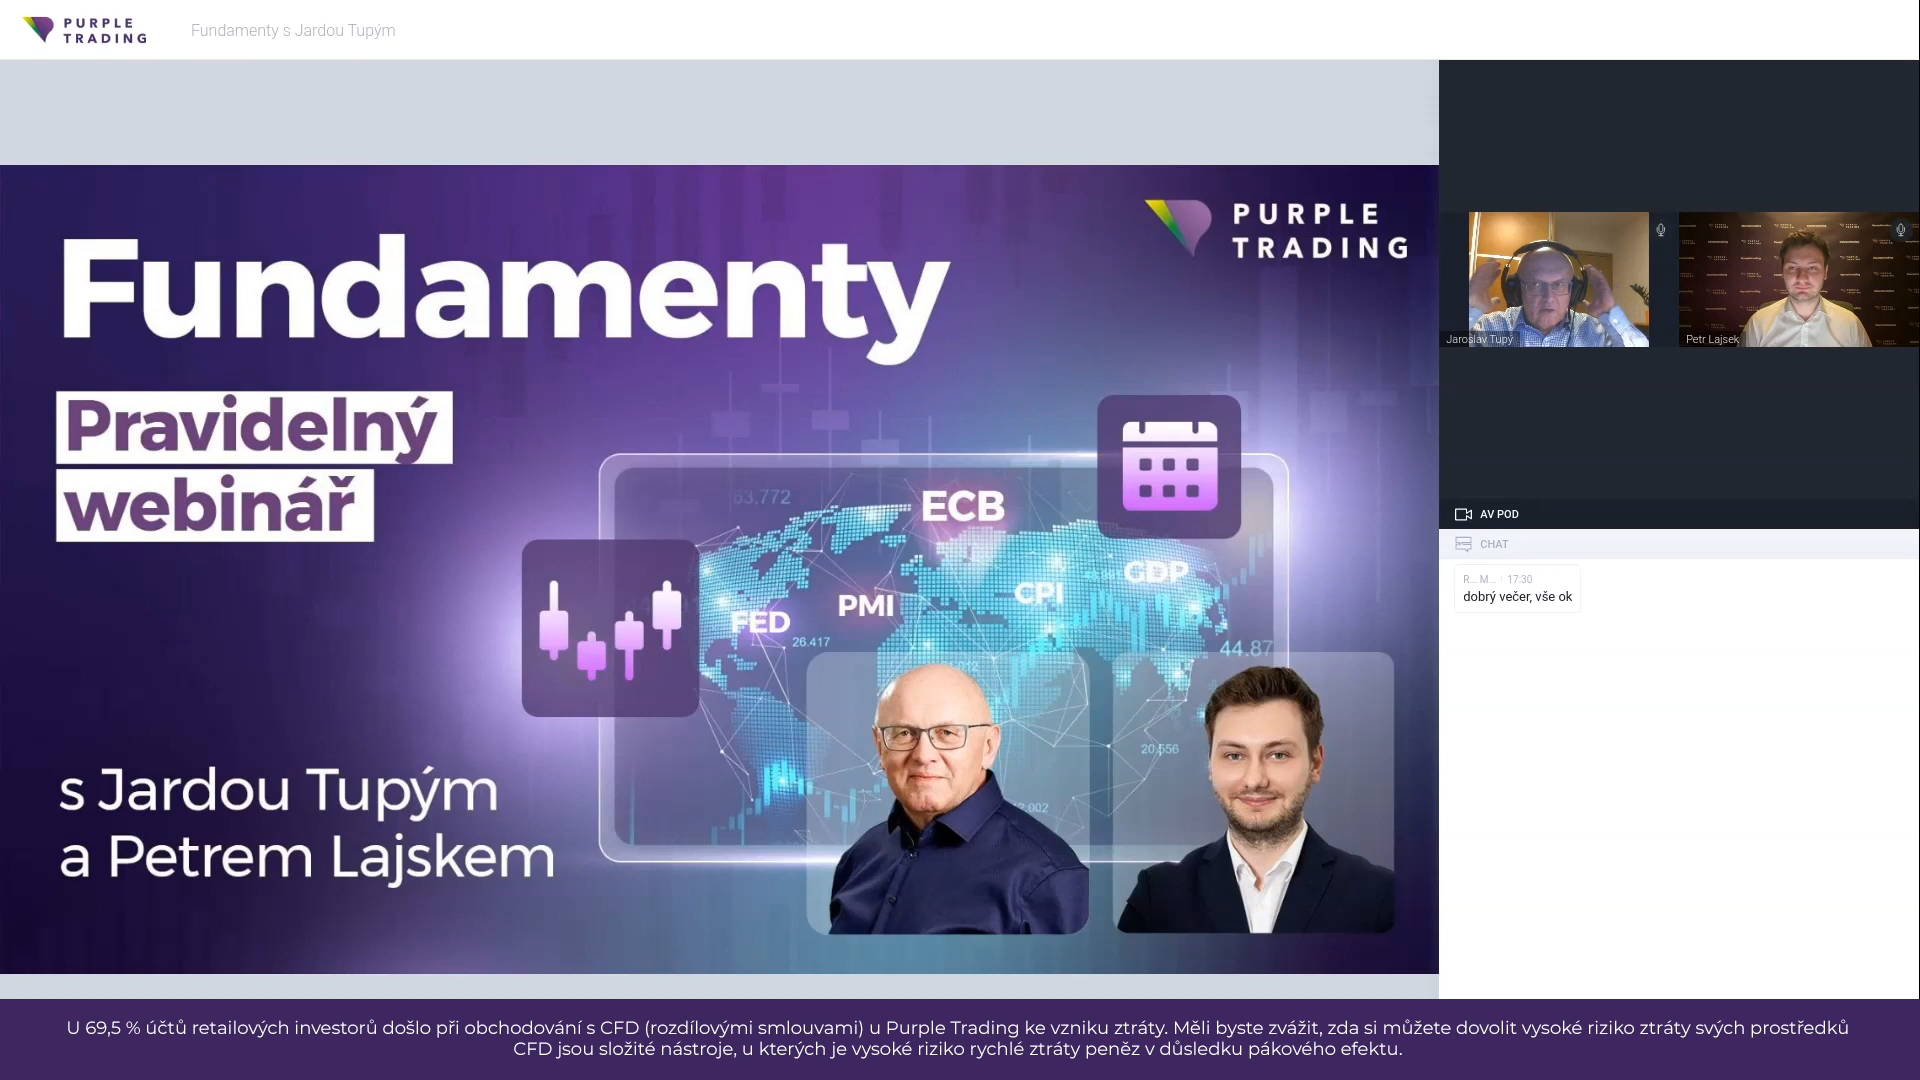 PURPLE
TRADING
Fundamenty s Jardou Tupým
Fundamenty
PURPLE
TRADING
Pravidelný
webinář
63,772
ECB
GDP
CPI
PMI
FED
26.417
44.87
20,556
s Jardou Tupým
a Petrem Lajskem
Jaroslav Tupý
Petr Lajsek
AV POD
CHAT
R... M... 17:30
dobrý večer, vše ok
U 69,5 % účtů retailových investorů došlo při obchodování s CFD (rozdílovými smlouvami) u Purple Trading ke vzniku ztráty. Měli byste zvážit, zda si můžete dovolit vysoké riziko ztráty svých prostředků
CFD jsou složité nástroje, u kterých je vysoké riziko rychlé ztráty peněz v důsledku pákového efektu.